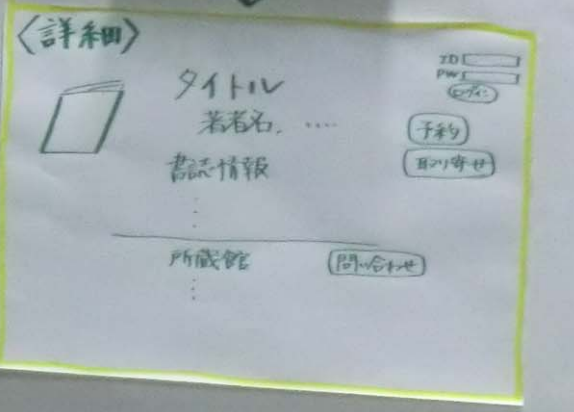 〈詳細〉
ID
PW
ログイン
タイトル
著者名, ....
予約
書誌情報
取り寄せ
所蔵館
問い合わせ